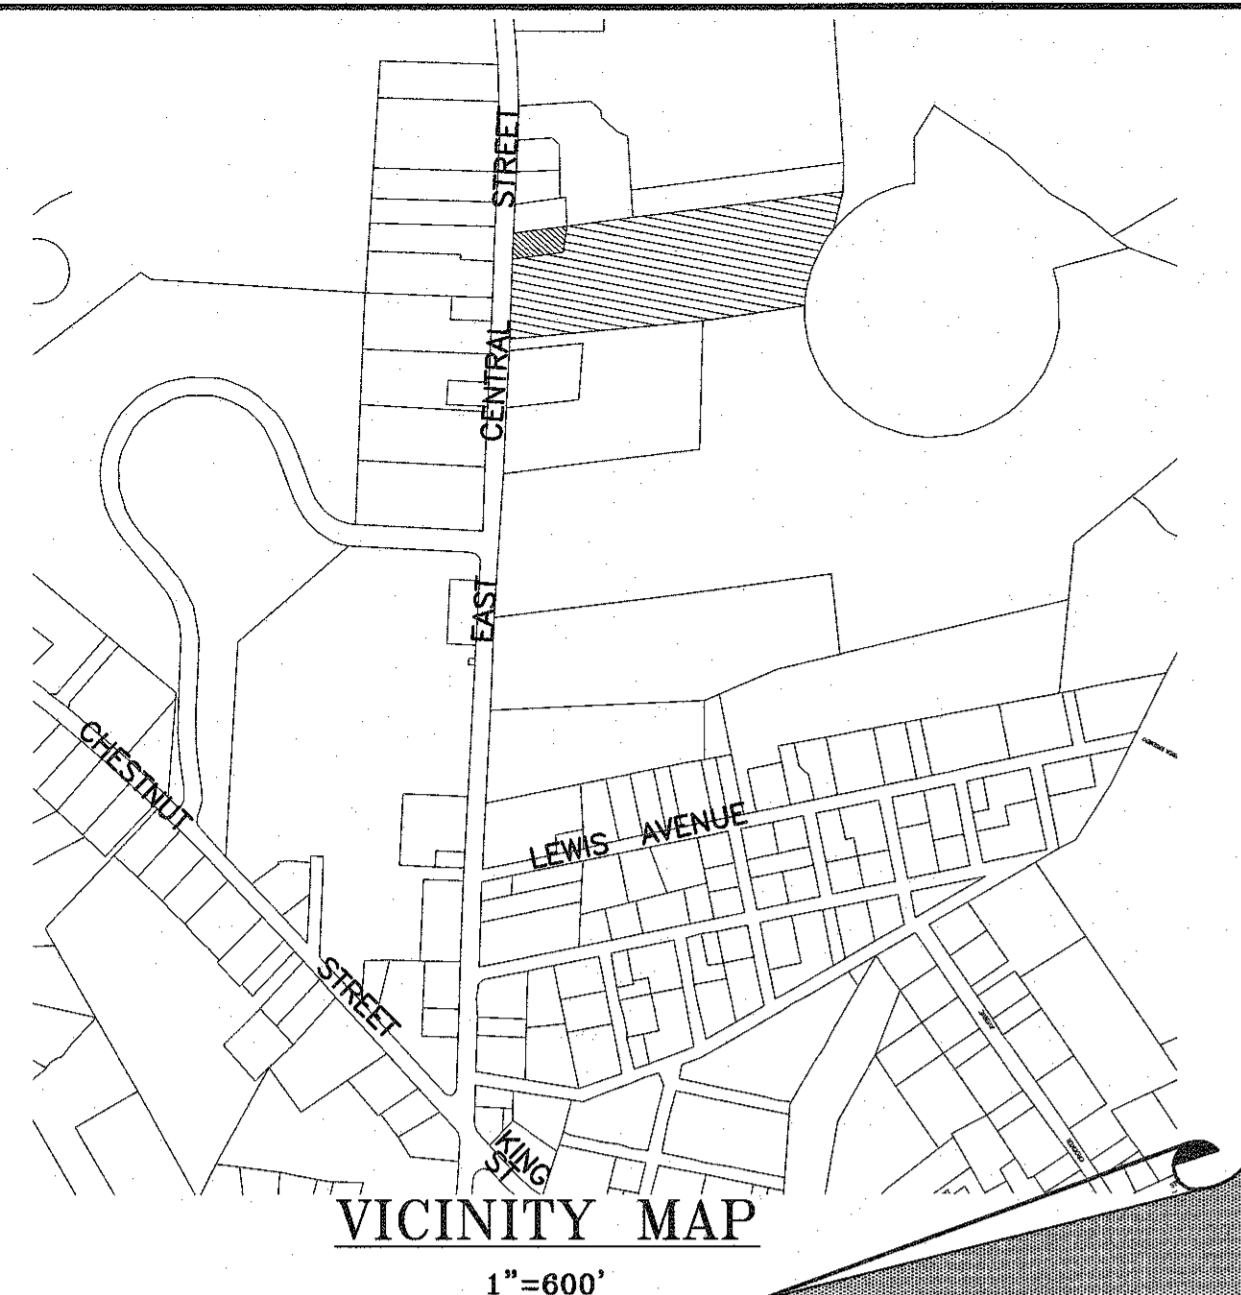 STREET
CENTRAL
EAST
CHESTNUT
STREET
LEWIS AVENUE
KING
ST
VICINITY MAP
1"=600'